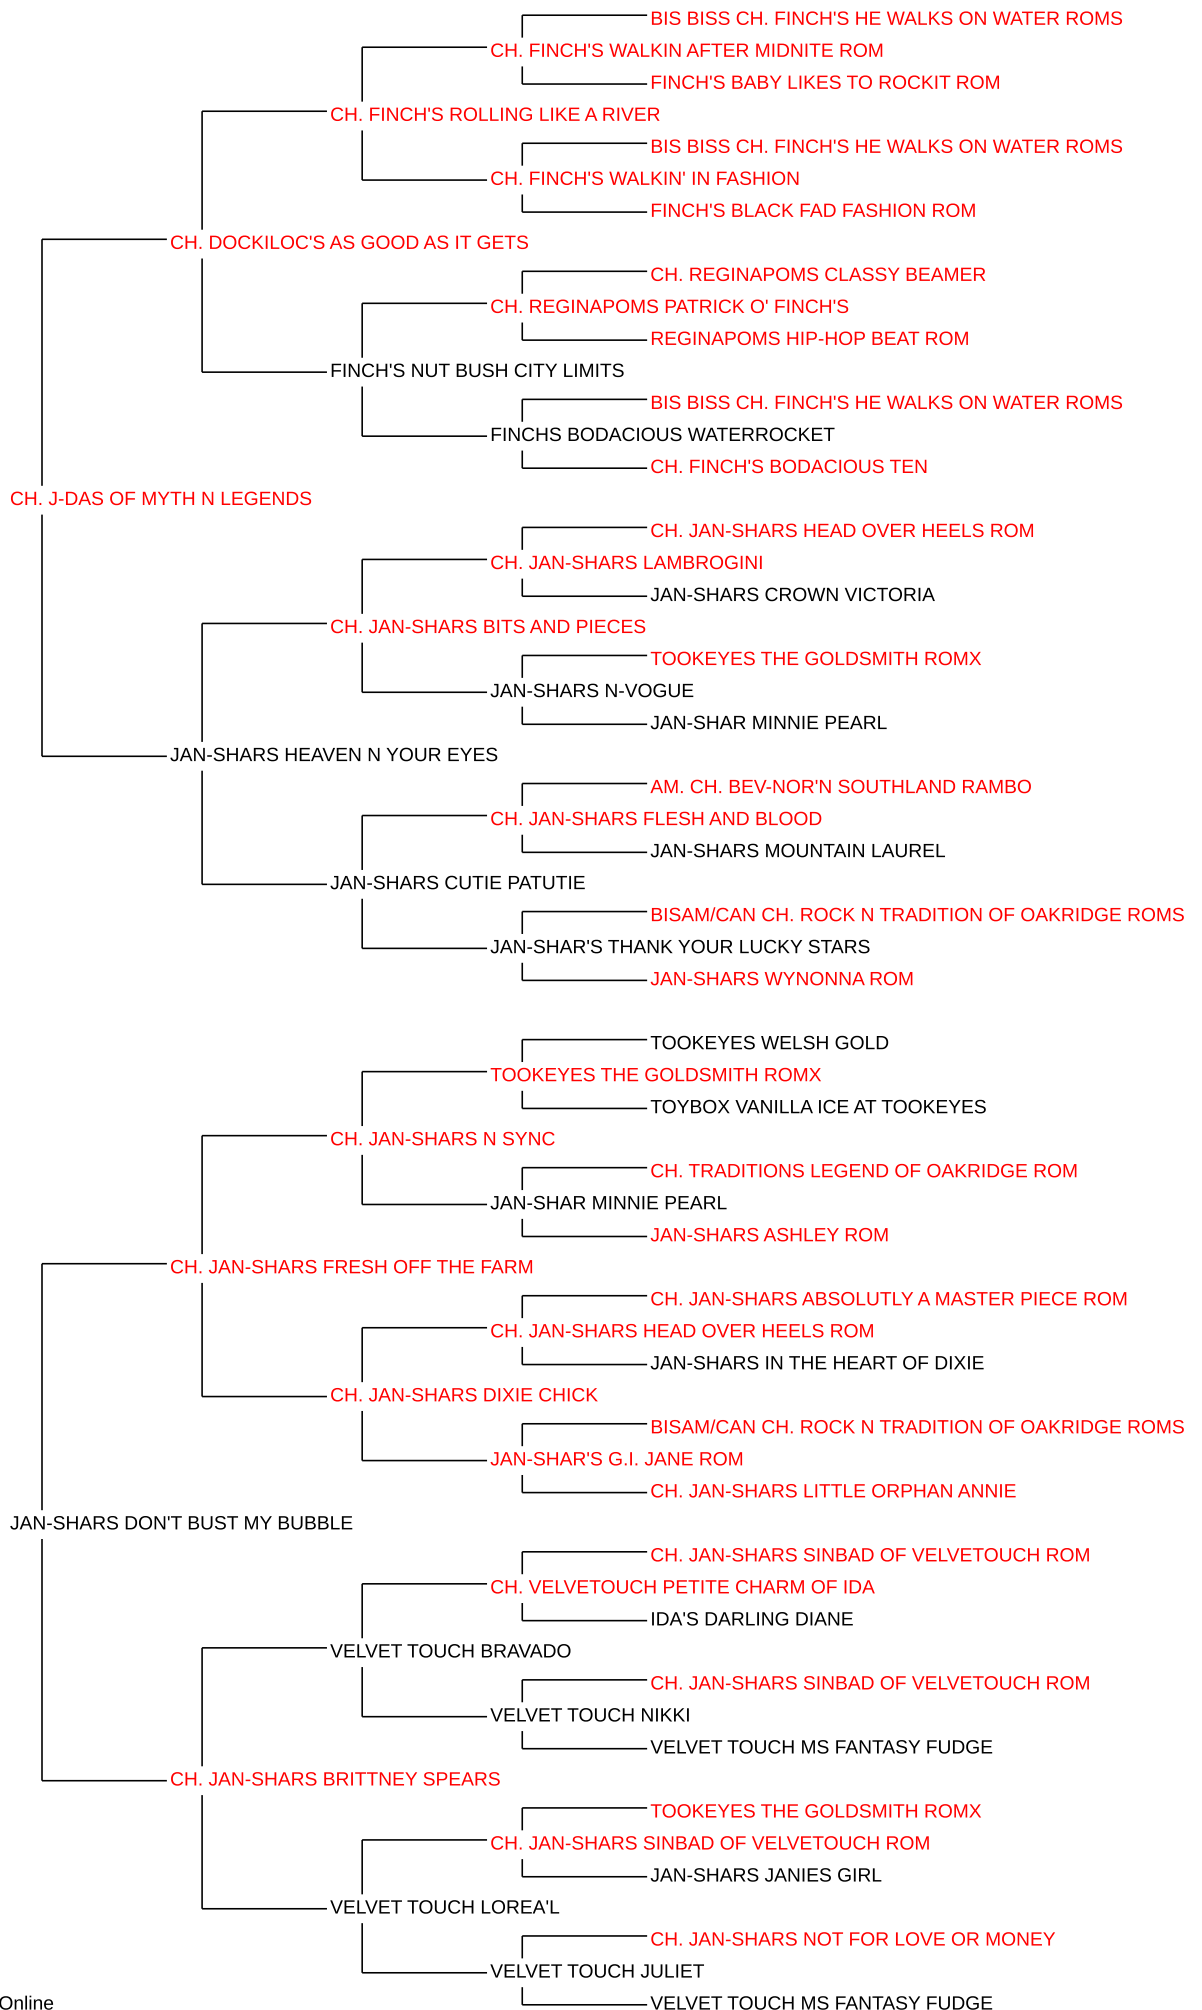 BIS BISS CH. FINCH'S HE WALKS ON WATER ROMS
CH. FINCH'S WALKIN AFTER MIDNITE ROM
FINCH'S BABY LIKES TO ROCKIT ROM
CH. FINCH'S ROLLING LIKE A RIVER
BIS BISS CH. FINCH'S HE WALKS ON WATER ROMS
CH. FINCH'S WALKIN' IN FASHION
FINCH'S BLACK FAD FASHION ROM
CH. DOCKILOC'S AS GOOD AS IT GETS
CH. REGINAPOMS CLASSY BEAMER
CH. REGINAPOMS PATRICK O' FINCH'S
REGINAPOMS HIP-HOP BEAT ROM
FINCH'S NUT BUSH CITY LIMITS
BIS BISS CH. FINCH'S HE WALKS ON WATER ROMS
FINCHS BODACIOUS WATERROCKET
CH. FINCH'S BODACIOUS TEN
CH. J-DAS OF MYTH N LEGENDS
CH. JAN-SHARS HEAD OVER HEELS ROM
CH. JAN-SHARS LAMBROGINI
JAN-SHARS CROWN VICTORIA
CH. JAN-SHARS BITS AND PIECES
TOOKEYES THE GOLDSMITH ROMX
JAN-SHARS N-VOGUE
JAN-SHAR MINNIE PEARL
JAN-SHARS HEAVEN N YOUR EYES
AM. CH. BEV-NOR'N SOUTHLAND RAMBO
CH. JAN-SHARS FLESH AND BLOOD
JAN-SHARS MOUNTAIN LAUREL
JAN-SHARS CUTIE PATUTIE
BISAM/CAN CH. ROCK N TRADITION OF OAKRIDGE ROMS
JAN-SHAR'S THANK YOUR LUCKY STARS
JAN-SHARS WYNONNA ROM
TOOKEYES WELSH GOLD
TOOKEYES THE GOLDSMITH ROMX
TOYBOX VANILLA ICE AT TOOKEYES
CH. JAN-SHARS N SYNC
CH. TRADITIONS LEGEND OF OAKRIDGE ROM
JAN-SHAR MINNIE PEARL
JAN-SHARS ASHLEY ROM
CH. JAN-SHARS FRESH OFF THE FARM
CH. JAN-SHARS ABSOLUTLY A MASTER PIECE ROM
CH. JAN-SHARS HEAD OVER HEELS ROM
JAN-SHARS IN THE HEART OF DIXIE
CH. JAN-SHARS DIXIE CHICK
BISAM/CAN CH. ROCK N TRADITION OF OAKRIDGE ROMS
JAN-SHAR'S G.I. JANE ROM
CH. JAN-SHARS LITTLE ORPHAN ANNIE
JAN-SHARS DON'T BUST MY BUBBLE
CH. JAN-SHARS SINBAD OF VELVETOUCH ROM
CH. VELVETOUCH PETITE CHARM OF IDA
IDA'S DARLING DIANE
VELVET TOUCH BRAVADO
CH. JAN-SHARS SINBAD OF VELVETOUCH ROM
VELVET TOUCH NIKKI
VELVET TOUCH MS FANTASY FUDGE
CH. JAN-SHARS BRITTNEY SPEARS
TOOKEYES THE GOLDSMITH ROMX
CH. JAN-SHARS SINBAD OF VELVETOUCH ROM
JAN-SHARS JANIES GIRL
VELVET TOUCH LOREA'L
CH. JAN-SHARS NOT FOR LOVE OR MONEY
VELVET TOUCH JULIET
VELVET TOUCH MS FANTASY FUDGE
Online